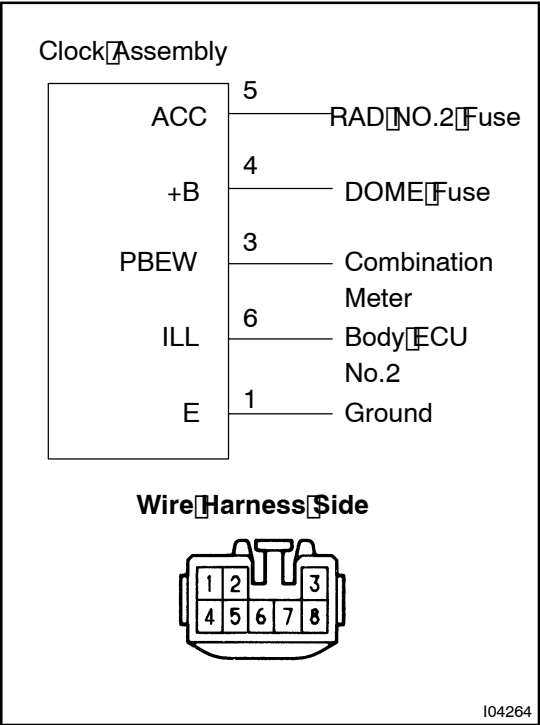 Clock Assembly
5
ACC RAD NO.2 Fuse
4
+B DOME Fuse
3
PBEW Combination
Meter
6
ILL Body ECU
No.2
1
E Ground
Wire Harness Side
1 2 3
4 5 6 7 8
I04264